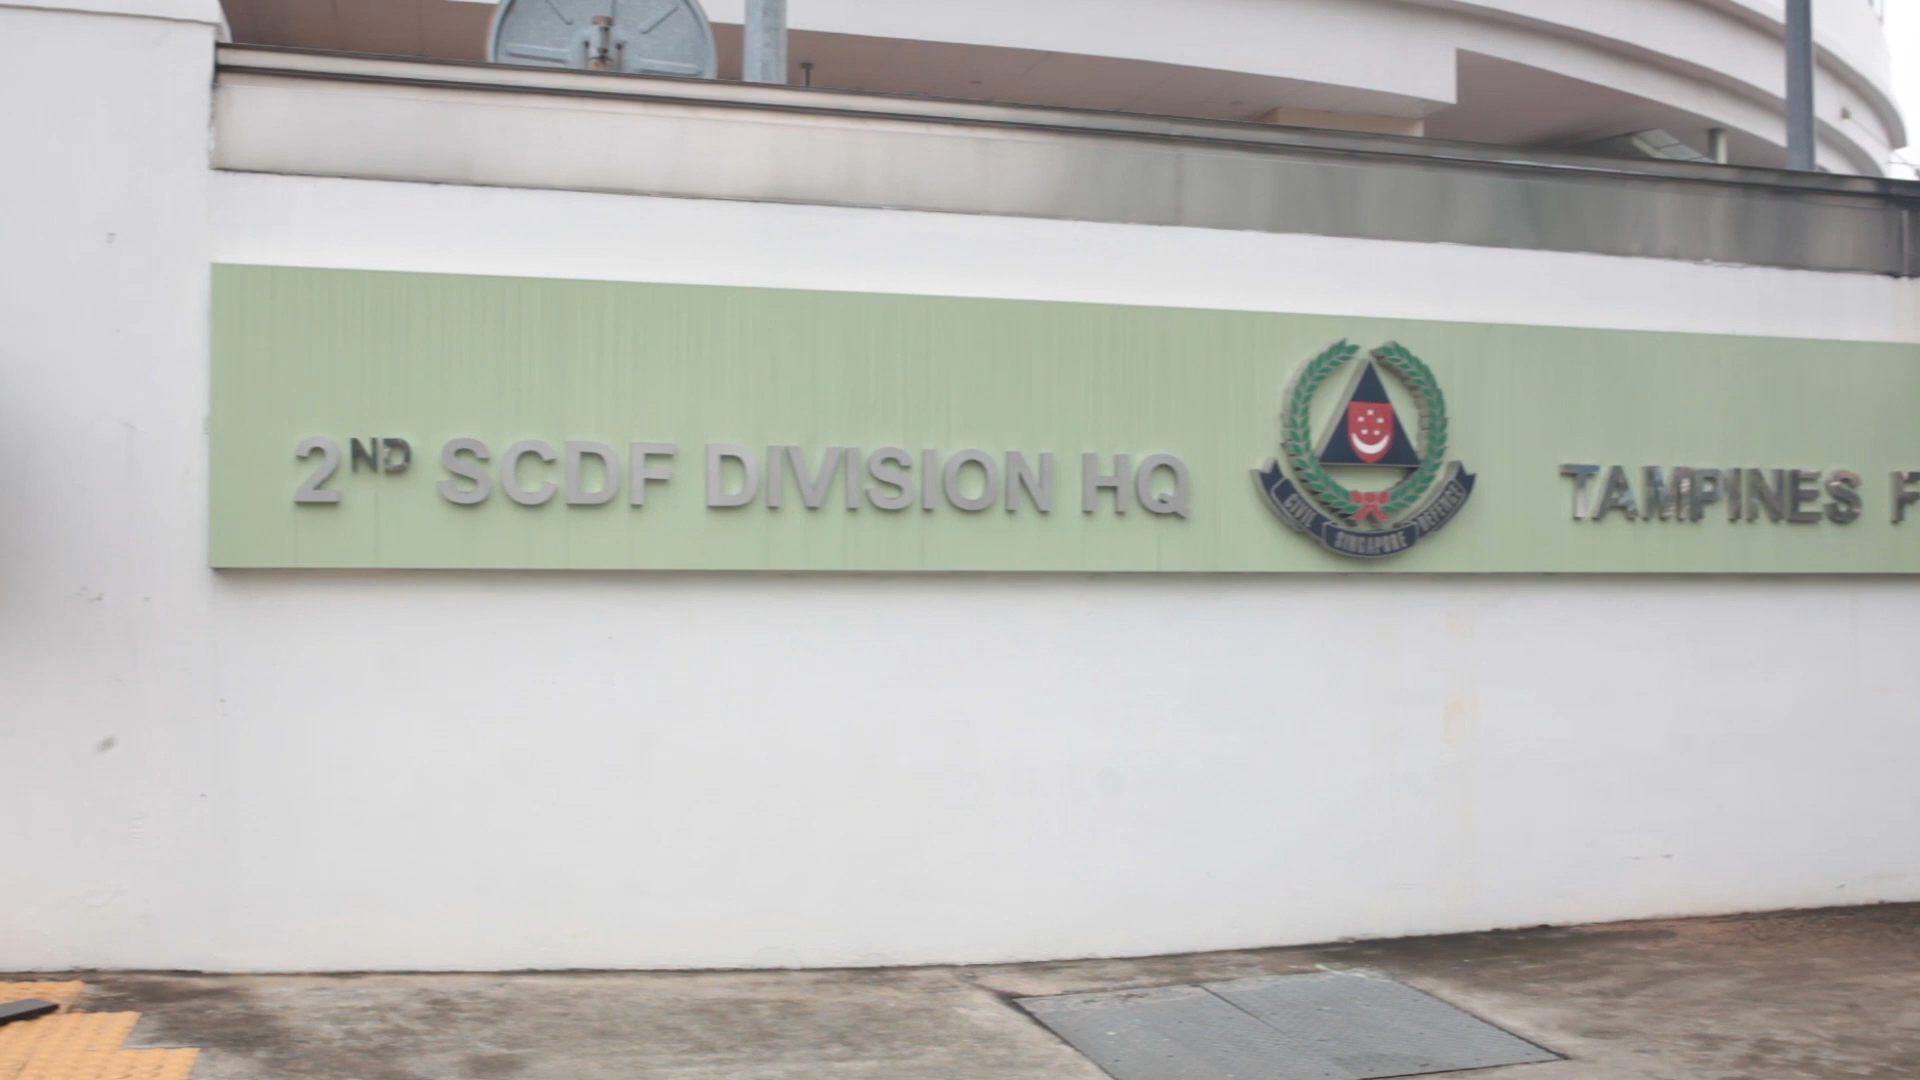 2ND SCDF DIVISION HQ
CIVIL DEFENCE
SINGAPORE
TAMPINES F